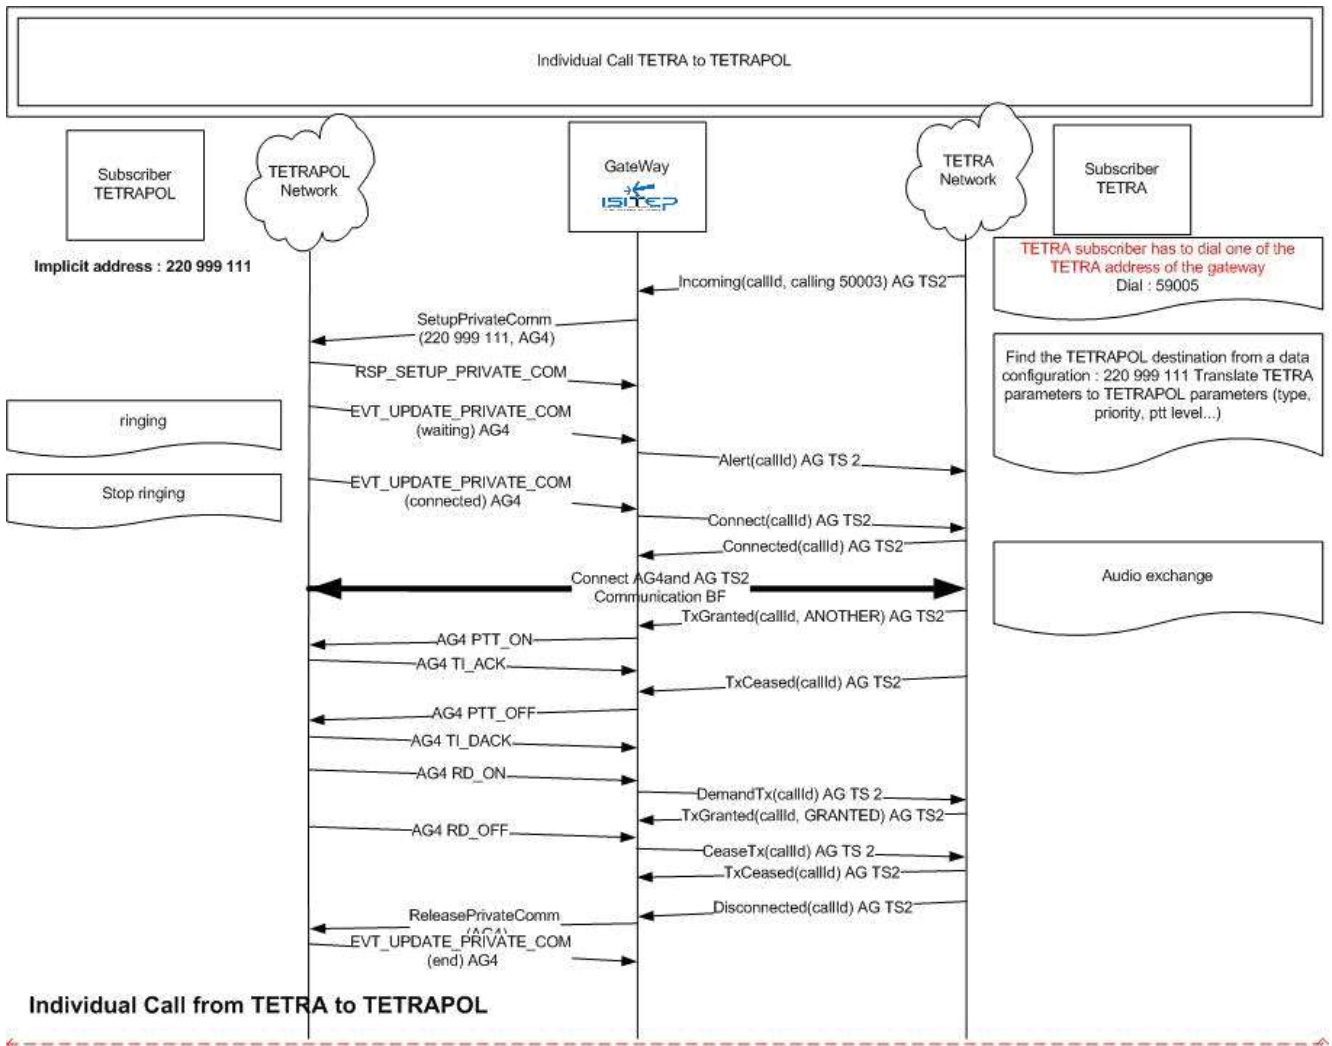 Individual Call TETRA to TETRAPOL
Subscriber
TETRAPOL
TETRAPOL
Network
GateWay
ISITEP
TETRA
Network
Subscriber
TETRA
Implicit address : 220 999 111
TETRA subscriber has to dial one of the
TETRA address of the gateway
Dial : 59005
Incoming(callId, calling 50003) AG TS2
SetupPrivateComm
(220 999 111, AG4)
Find the TETRAPOL destination from a data
configuration : 220 999 111 Translate TETRA
parameters to TETRAPOL parameters (type,
priority, ptt level...)
RSP_SETUP_PRIVATE_COM
ringing
EVT_UPDATE_PRIVATE_COM
(waiting) AG4
Alert(callId) AG TS 2
Stop ringing
EVT_UPDATE_PRIVATE_COM
(connected) AG4
Connect(callId) AG TS2
Connected(callId) AG TS2
Audio exchange
Connect AG4and AG TS2
Communication BF
TxGranted(callId, ANOTHER) AG TS2
AG4 PTT_ON
AG4 TI_ACK
TxCeased(callId) AG TS2
AG4 PTT_OFF
AG4 TI_DACK
AG4 RD_ON
DemandTx(callId) AG TS 2
TxGranted(callId, GRANTED) AG TS2
AG4 RD_OFF
CeaseTx(callId) AG TS 2
TxCeased(callId) AG TS2
Disconnected(callId) AG TS2
ReleasePrivateComm
(AG4)
EVT_UPDATE_PRIVATE_COM
(end) AG4
Individual Call from TETRA to TETRAPOL